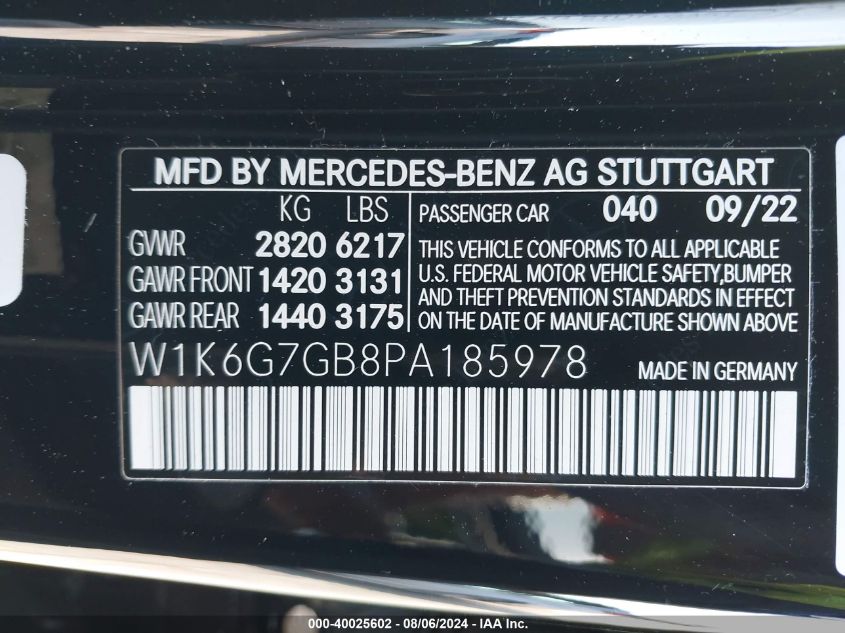 MFD BY MERCEDES-BENZ AG STUTTGART
KG LBS
GVWR 2820 6217
GAWR FRONT 1420 3131
GAWR REAR 1440 3175
PASSENGER CAR 040 09/22
THIS VEHICLE CONFORMS TO ALL APPLICABLE
U.S. FEDERAL MOTOR VEHICLE SAFETY,BUMPER
AND THEFT PREVENTION STANDARDS IN EFFECT
ON THE DATE OF MANUFACTURE SHOWN ABOVE
W1K6G7GB8PA185978
MADE IN GERMANY
000-40025602 - 08/06/2024 - IAA Inc.